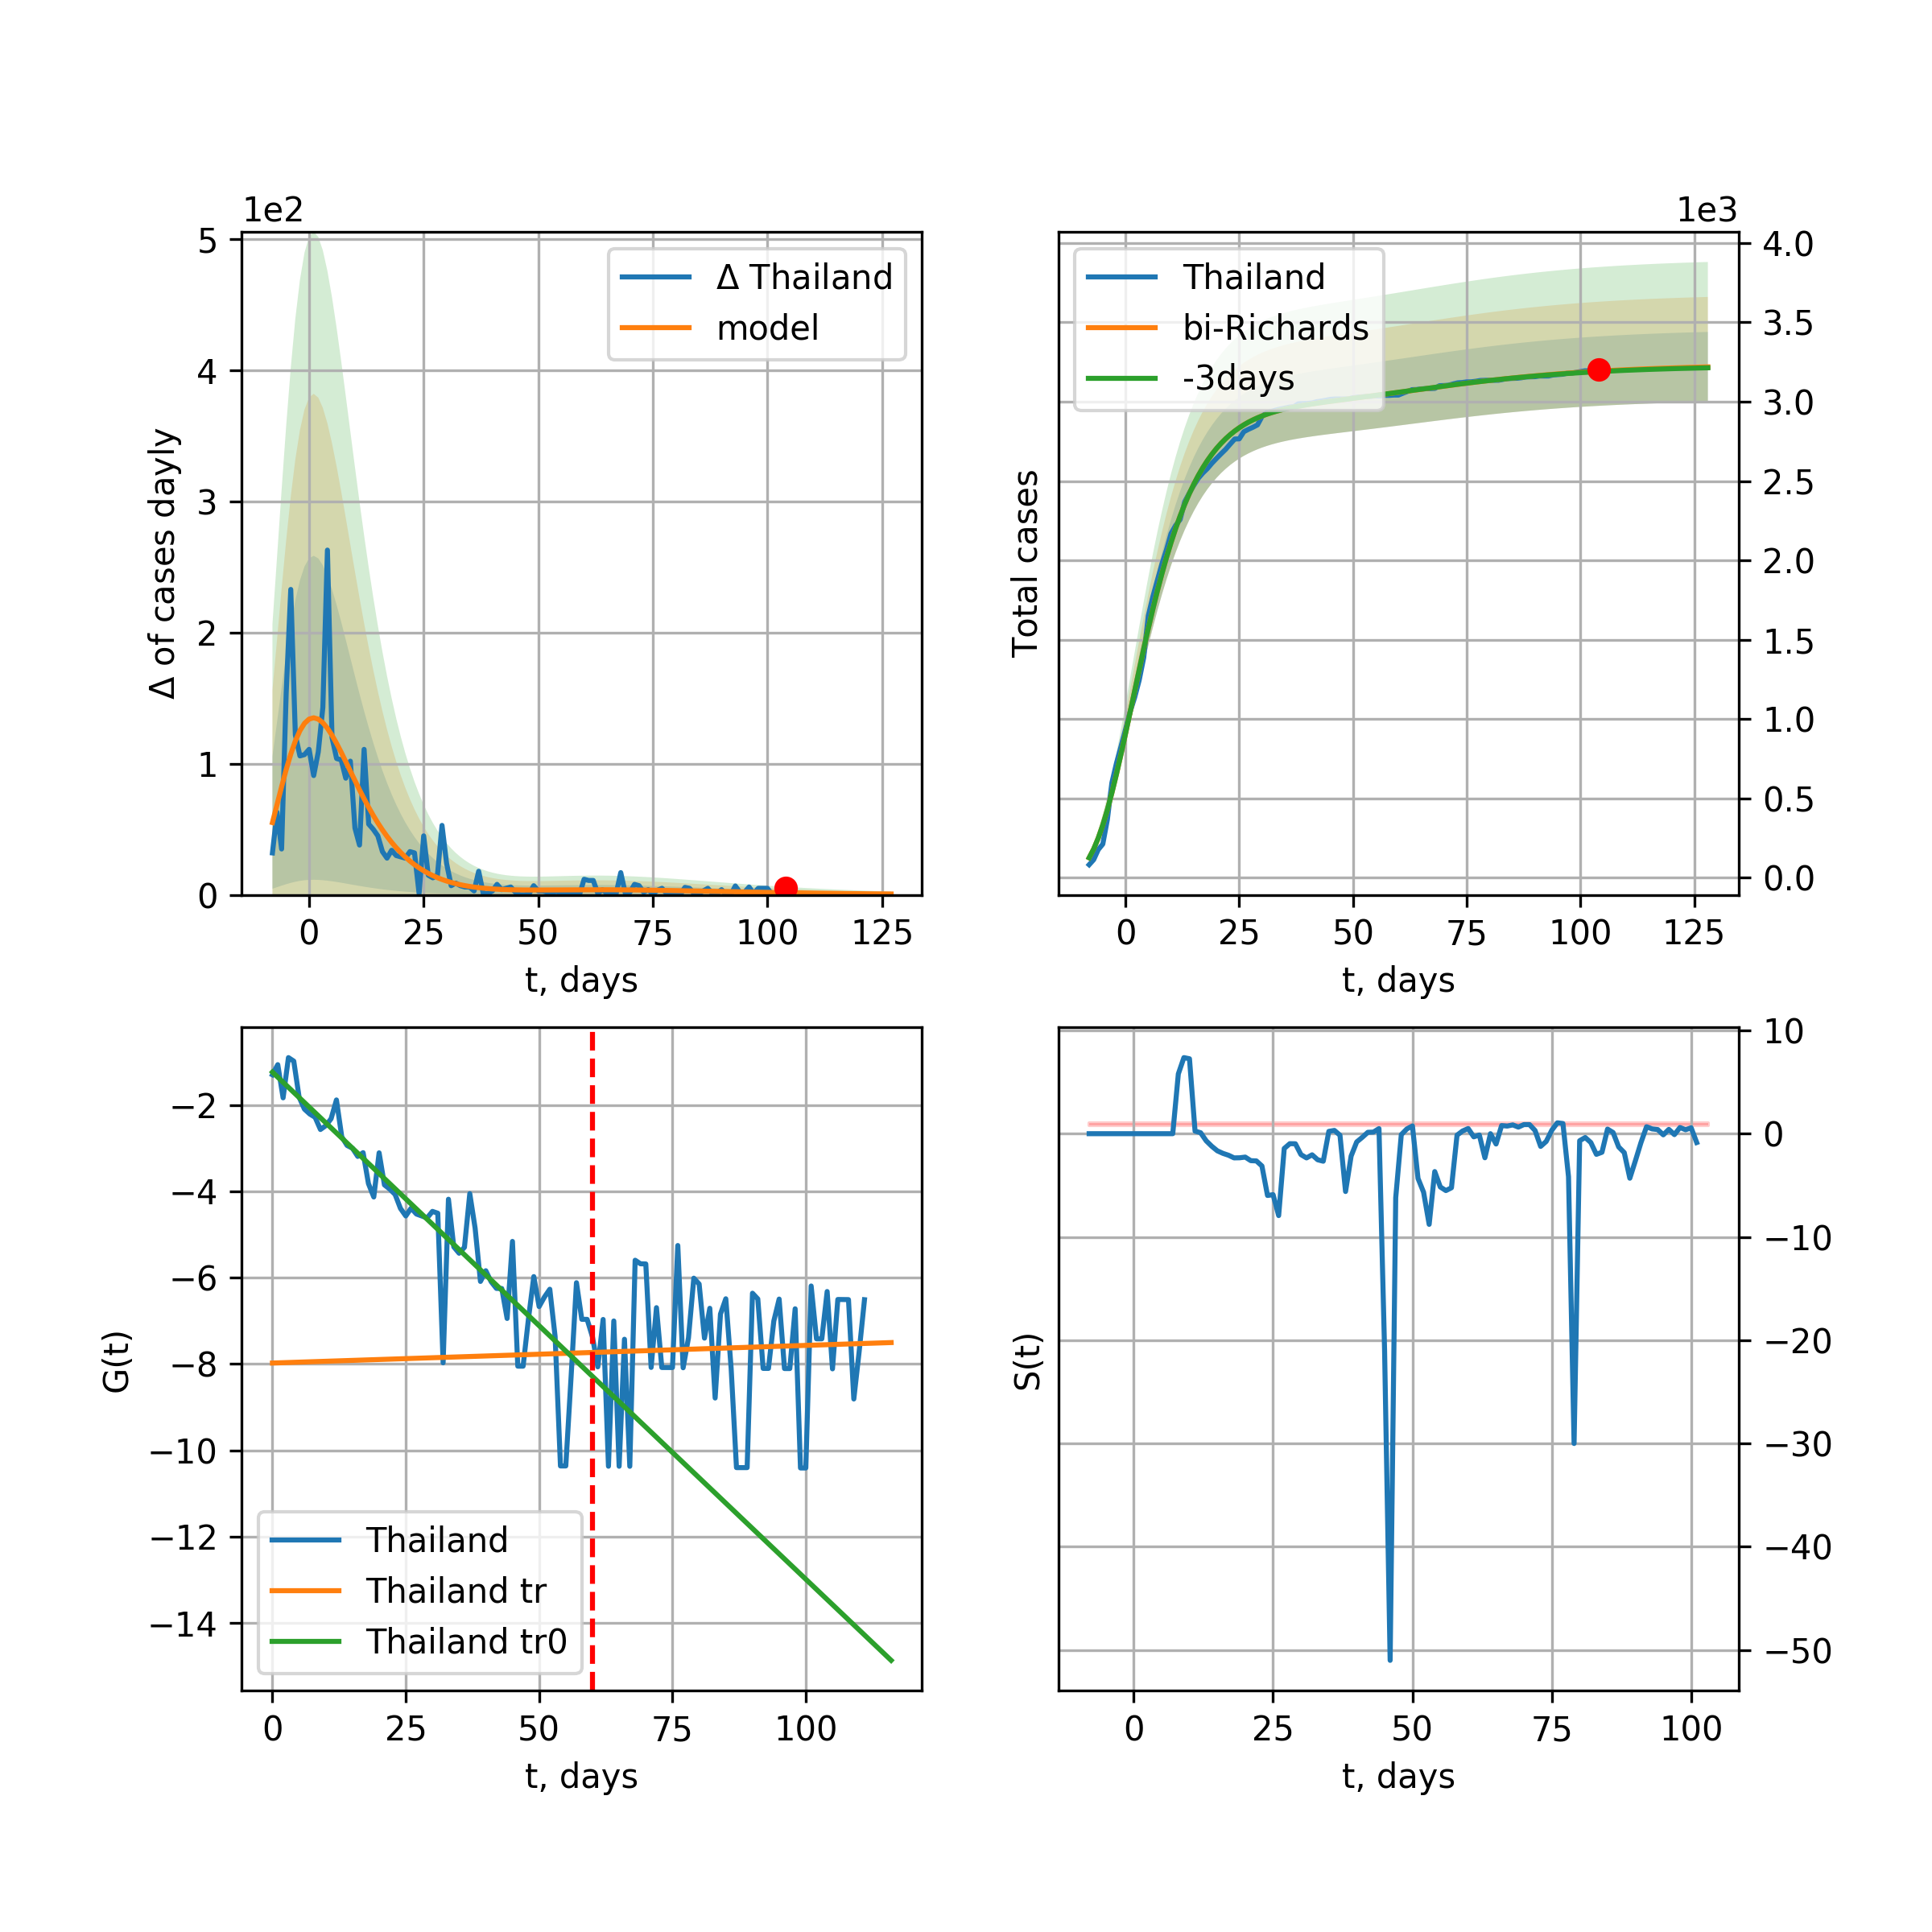 1e2
5
4
3
2
1
0
Δ of cases dayly
Δ Thailand
model
0 25 50 75 100 125
t, days
1e3
4.0
3.5
3.0
2.5
2.0
1.5
1.0
0.5
0.0
Total cases
Thailand
bi-Richards
-3days
0 25 50 75 100 125
t, days
−2
−4
−6
−8
−10
−12
−14
G(t)
Thailand
Thailand tr
Thailand tr0
0 25 50 75 100
t, days
10
0
−10
−20
−30
−40
−50
S(t)
0 25 50 75 100
t, days